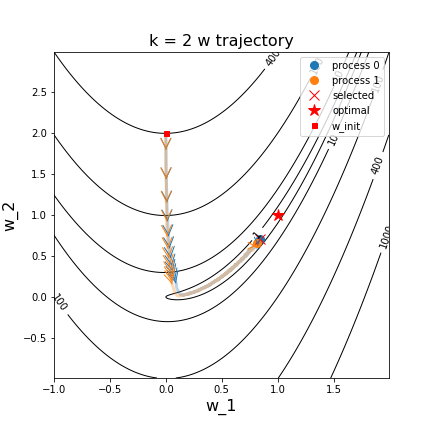 k = 2 w trajectory
400
process 0
process 1
selected
optimal
w_init
400
1000
1
100
w_2
2.5
2.0
1.5
1.0
0.5
0.0
−0.5
−1.0
−0.5
0.0
0.5
1.0
1.5
w_1